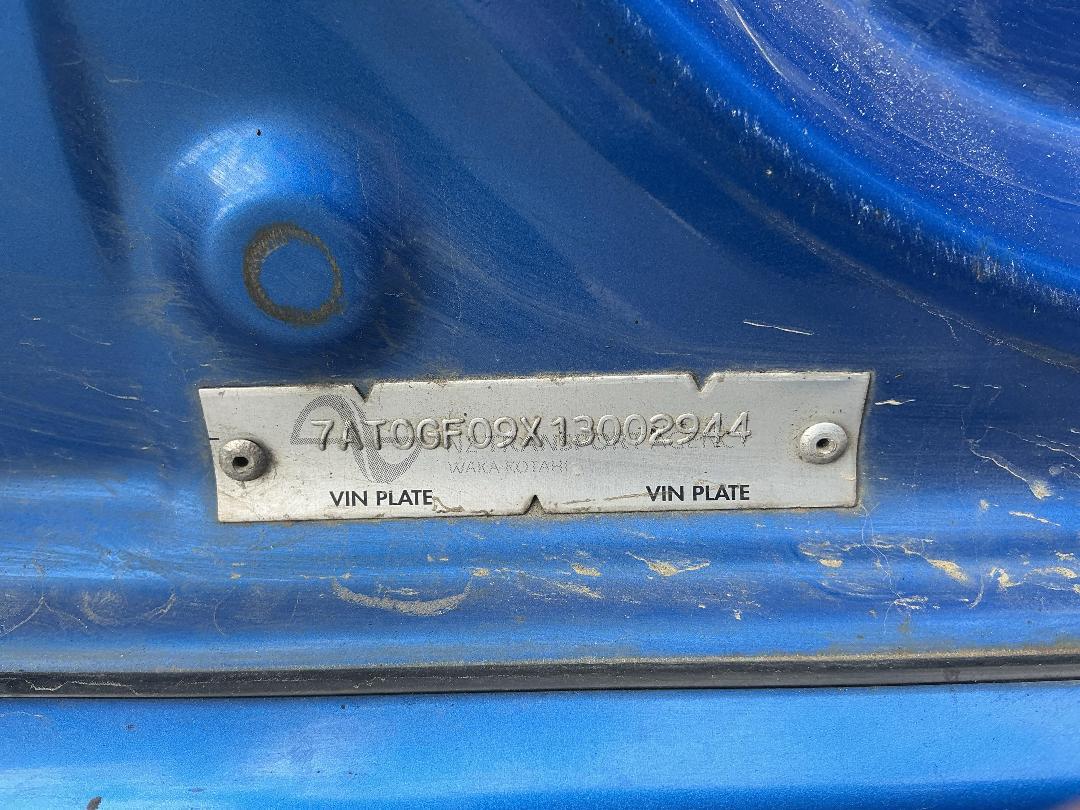 7AT0GF09X13002944
WAKA KOTAHI
VIN PLATE VIN PLATE